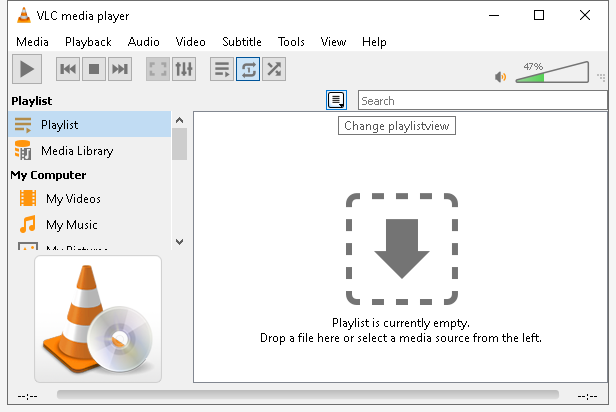 VLC media player
Media Playback Audio Video Subtitle Tools View Help
47%
Playlist
Search
Playlist
Change playlistview
Media Library
My Computer
My Videos
My Music
My Pictures
Playlist is currently empty.
Drop a file here or select a media source from the left.
--:-- --:--